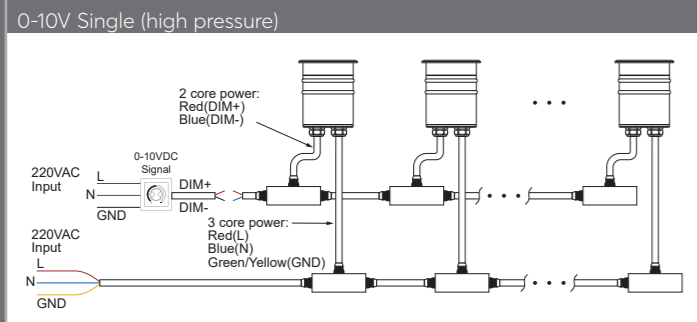 0-10V Single (high pressure)
2 core power:
Red(DIM+)
Blue(DIM-)
0-10VDC
Signal
220VAC
Input
L
N
GND
DIM+
DIM-
3 core power:
Red(L)
Blue(N)
Green/Yellow(GND)
220VAC
Input
L
N
GND